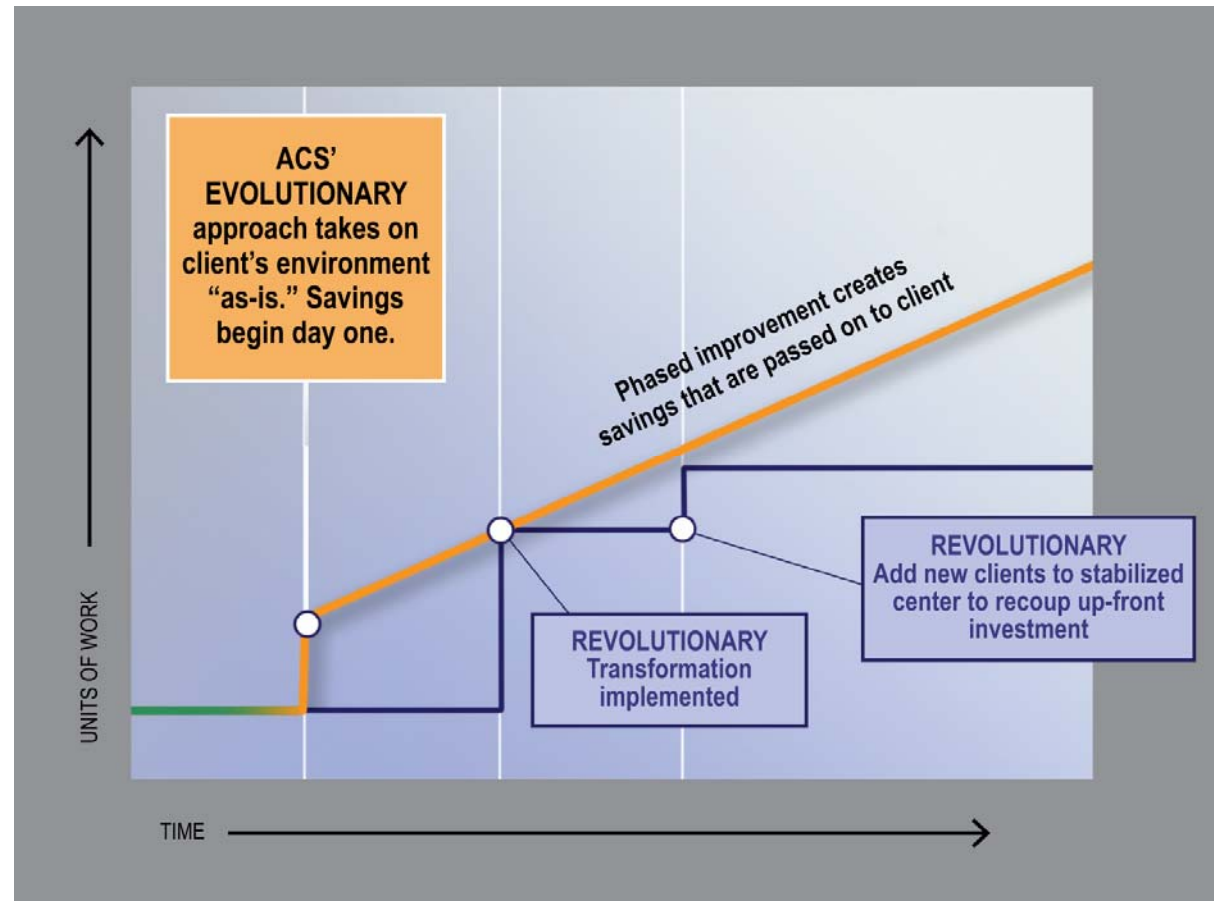 ACS'
EVOLUTIONARY
approach takes on
client's environment
“as-is.” Savings
begin day one.
Phased improvement creates
savings that are passed on to client
REVOLUTIONARY
Transformation
implemented
REVOLUTIONARY
Add new clients to stabilized
center to recoup up-front
investment
UNITS OF WORK
TIME